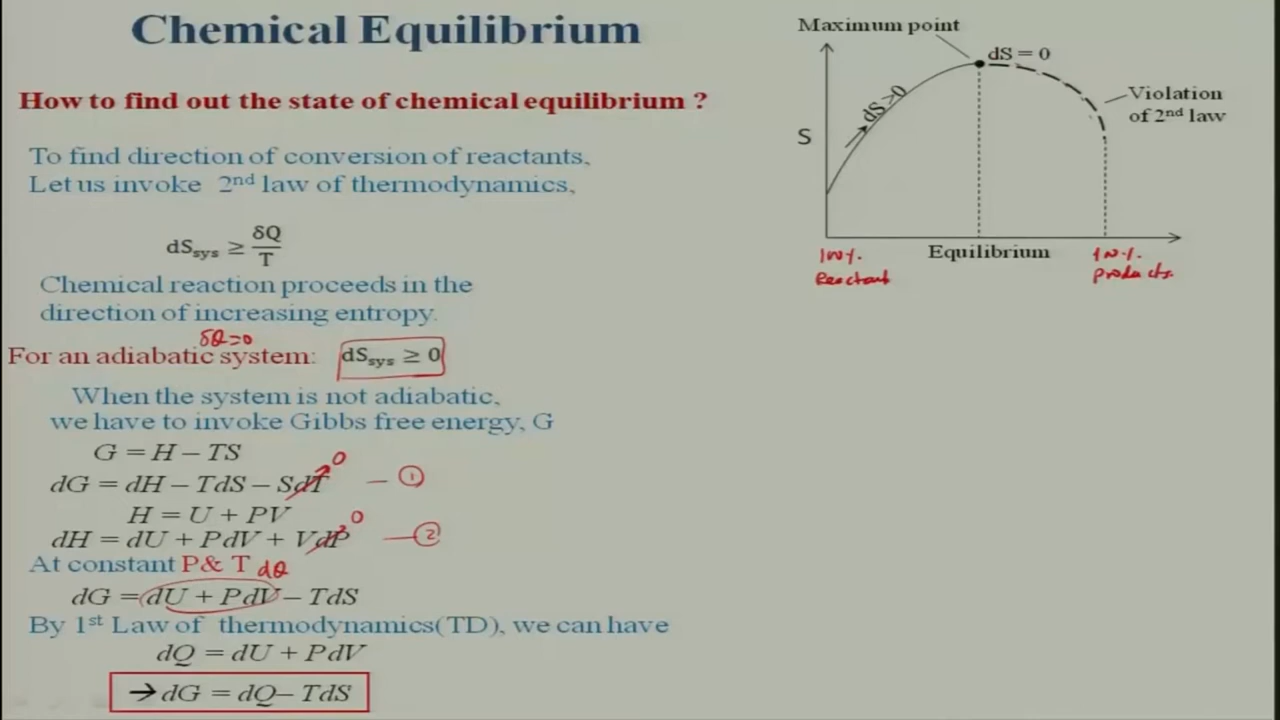 Chemical Equilibrium
How to find out the state of chemical equilibrium ?
To find direction of conversion of reactants,
Let us invoke 2nd law of thermodynamics,
dSsys ≥ δQ/T
Chemical reaction proceeds in the
direction of increasing entropy.
δQ=0
For an adiabatic system: dSsys ≥ 0
When the system is not adiabatic,
we have to invoke Gibbs free energy, G
G = H – TS
dG = dH – TdS – SdT 0 – ①
H = U + PV
dH = dU + PdV + VdP 0 – ②
At constant P& T dQ
dG = dU + PdV – TdS
By 1st Law of thermodynamics(TD), we can have
dQ = dU + PdV
→ dG = dQ– TdS
Maximum point
dS = 0
dS>0
Violation
of 2nd law
S
100%
Reactant
Equilibrium
100%
products.